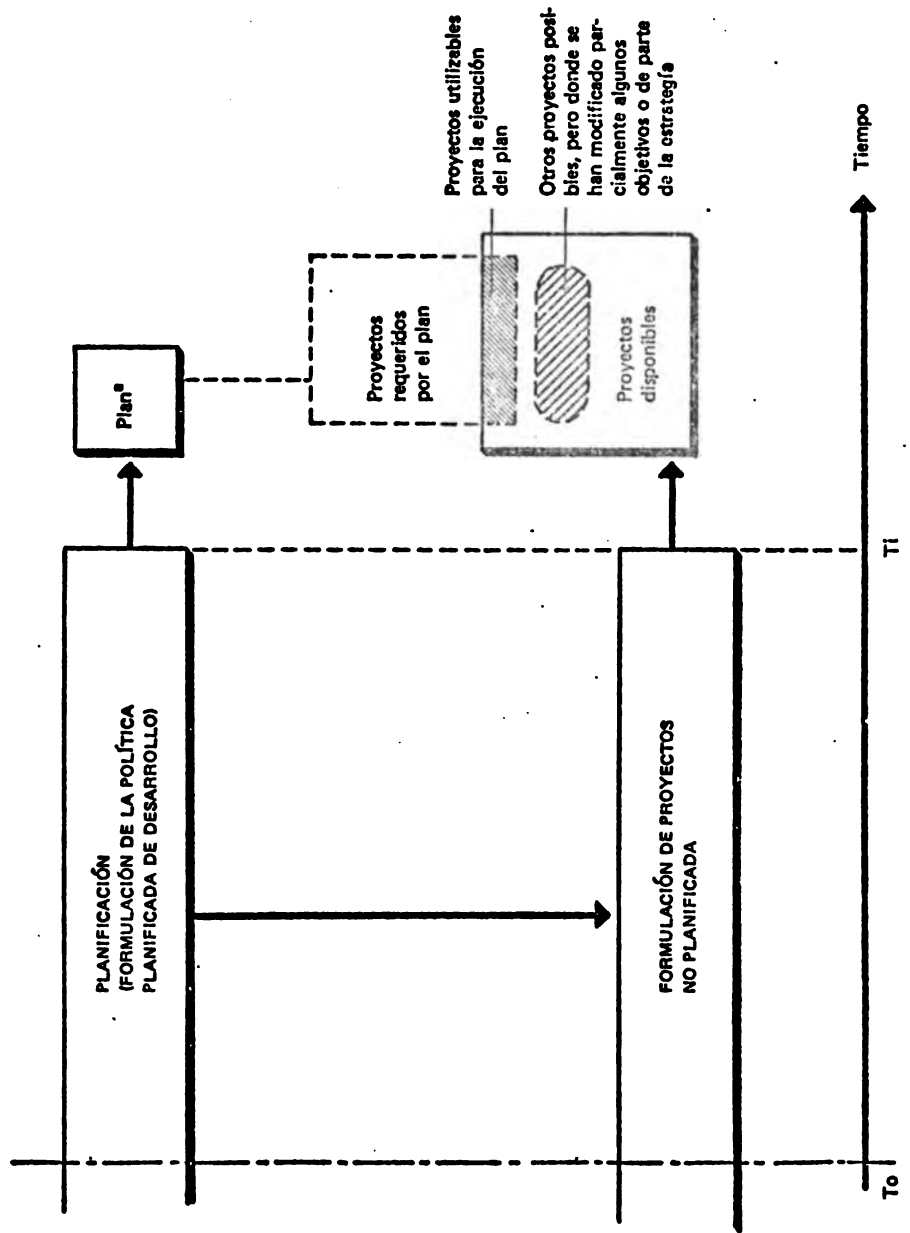 PLANIFICACIÓN
(FORMULACIÓN DE LA POLÍTICA
PLANIFICADA DE DESARROLLO)
Planª
Proyectos
requeridos
por el plan
Proyectos utilizables
para la ejecución
del plan
Otros proyectos posi-
bles, pero donde se
han modificado par-
cialmente algunos
objetivos o de parte
de la estrategía
Proyectos
disponibles
FORMULACIÓN DE PROYECTOS
NO PLANIFICADA
To
Ti
Tiempo